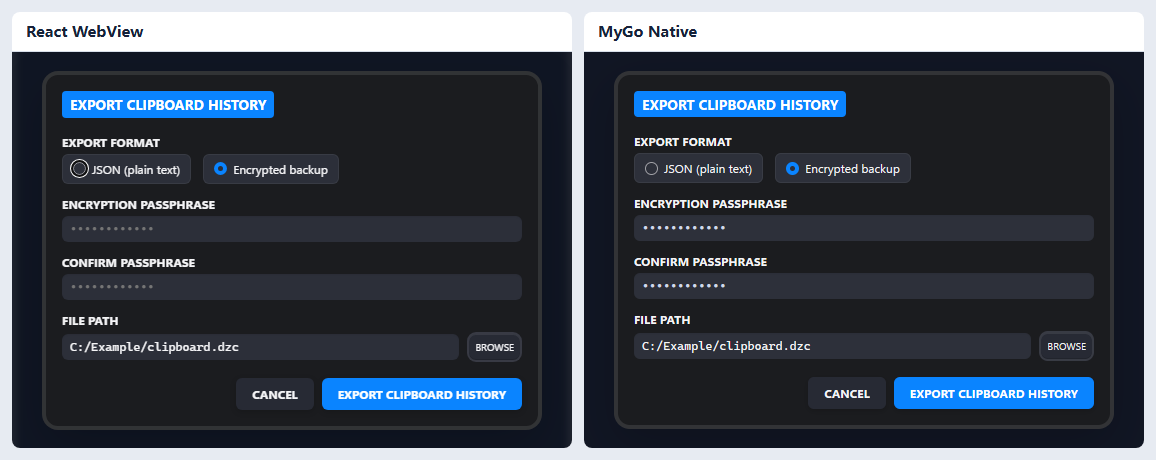 React WebView
EXPORT CLIPBOARD HISTORY
EXPORT FORMAT
JSON (plain text) Encrypted backup
ENCRYPTION PASSPHRASE
••••••••••••
CONFIRM PASSPHRASE
••••••••••••
FILE PATH
C:/Example/clipboard.dzc BROWSE
CANCEL EXPORT CLIPBOARD HISTORY
MyGo Native
EXPORT CLIPBOARD HISTORY
EXPORT FORMAT
JSON (plain text) Encrypted backup
ENCRYPTION PASSPHRASE
••••••••••••
CONFIRM PASSPHRASE
••••••••••••
FILE PATH
C:/Example/clipboard.dzc BROWSE
CANCEL EXPORT CLIPBOARD HISTORY